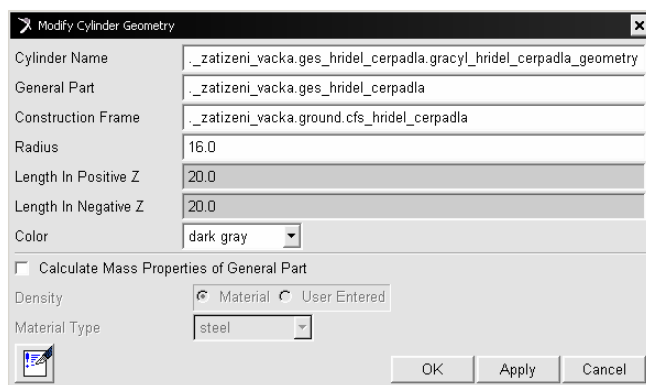 Modify Cylinder Geometry
Cylinder Name ._zatizeni_vacka.ges_hridel_cerpadla.gracyl_hridel_cerpadla_geometry
General Part ._zatizeni_vacka.ges_hridel_cerpadla
Construction Frame ._zatizeni_vacka.ground.cfs_hridel_cerpadla
Radius 16.0
Length In Positive Z 20.0
Length In Negative Z 20.0
Color dark gray
Calculate Mass Properties of General Part
Density Material User Entered
Material Type steel
OK Apply Cancel